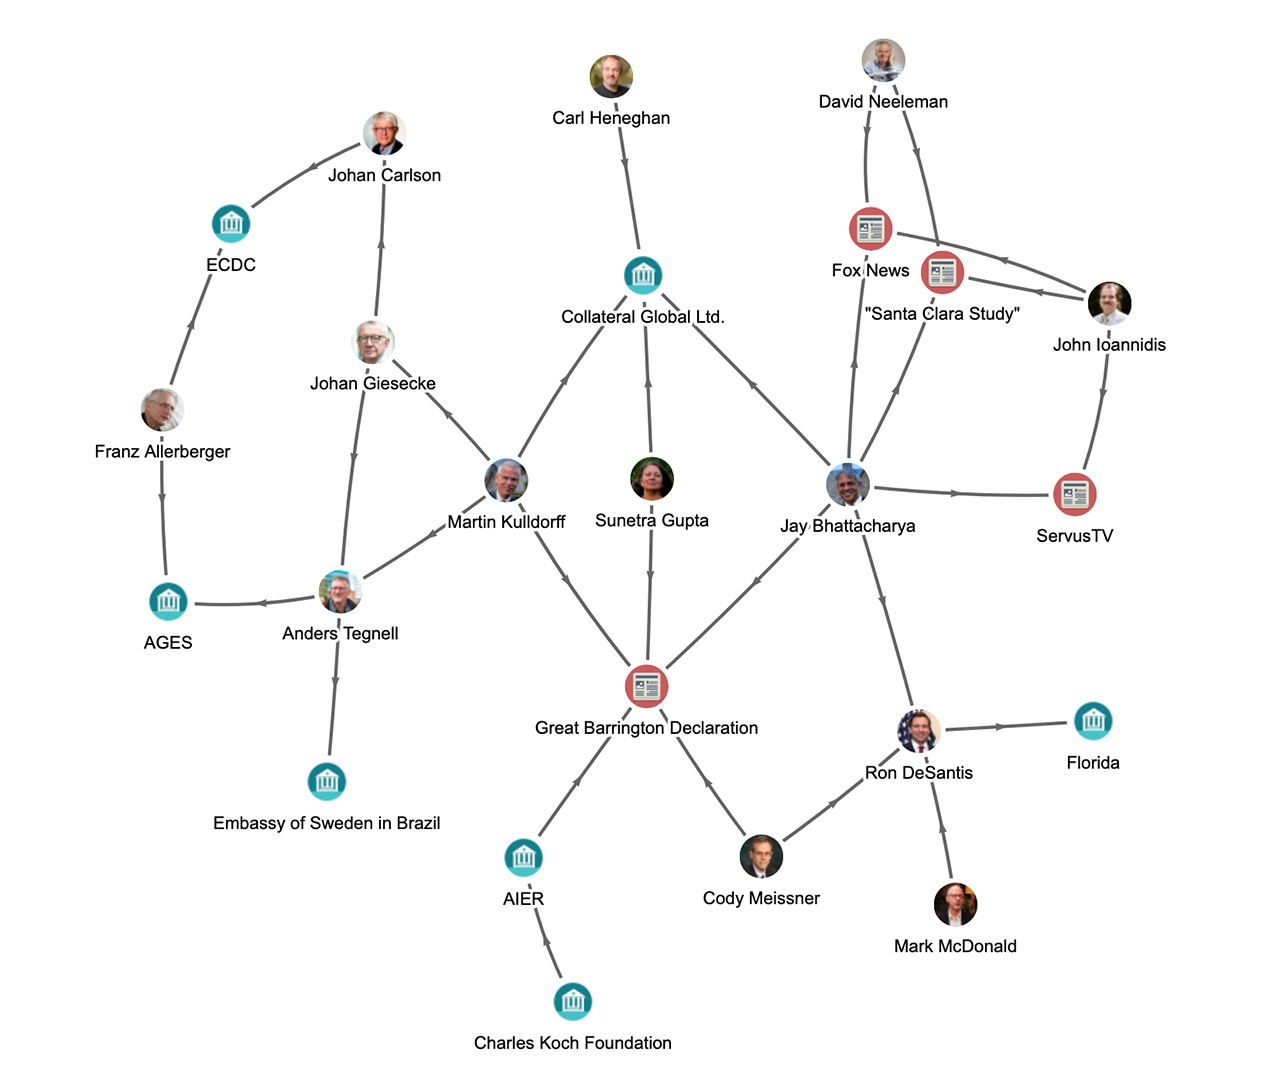 David Neeleman
Carl Heneghan
Johan Carlson
ECDC
Fox News
"Santa Clara Study"
Collateral Global Ltd.
John Ioannidis
Johan Giesecke
Franz Allerberger
Martin Kulldorff
Sunetra Gupta
Jay Bhattacharya
ServusTV
AGES
Anders Tegnell
Great Barrington Declaration
Florida
Ron DeSantis
Embassy of Sweden in Brazil
AIER
Cody Meissner
Mark McDonald
Charles Koch Foundation